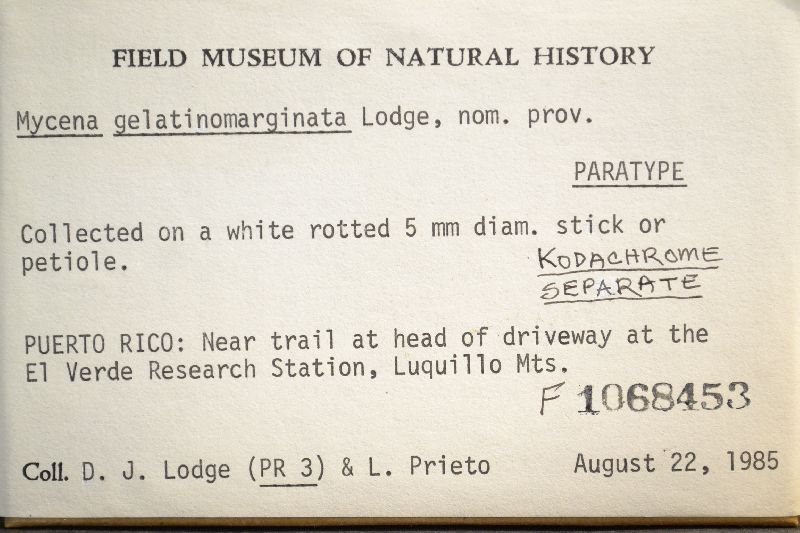 FIELD MUSEUM OF NATURAL HISTORY
Mycena gelatinomarginata Lodge, nom. prov.
PARATYPE
Collected on a white rotted 5 mm diam. stick or
petiole.
KODACHROME
SEPARATE
PUERTO RICO: Near trail at head of driveway at the
El Verde Research Station, Luquillo Mts.
F 1068453
Coll. D. J. Lodge (PR 3) & L. Prieto August 22, 1985